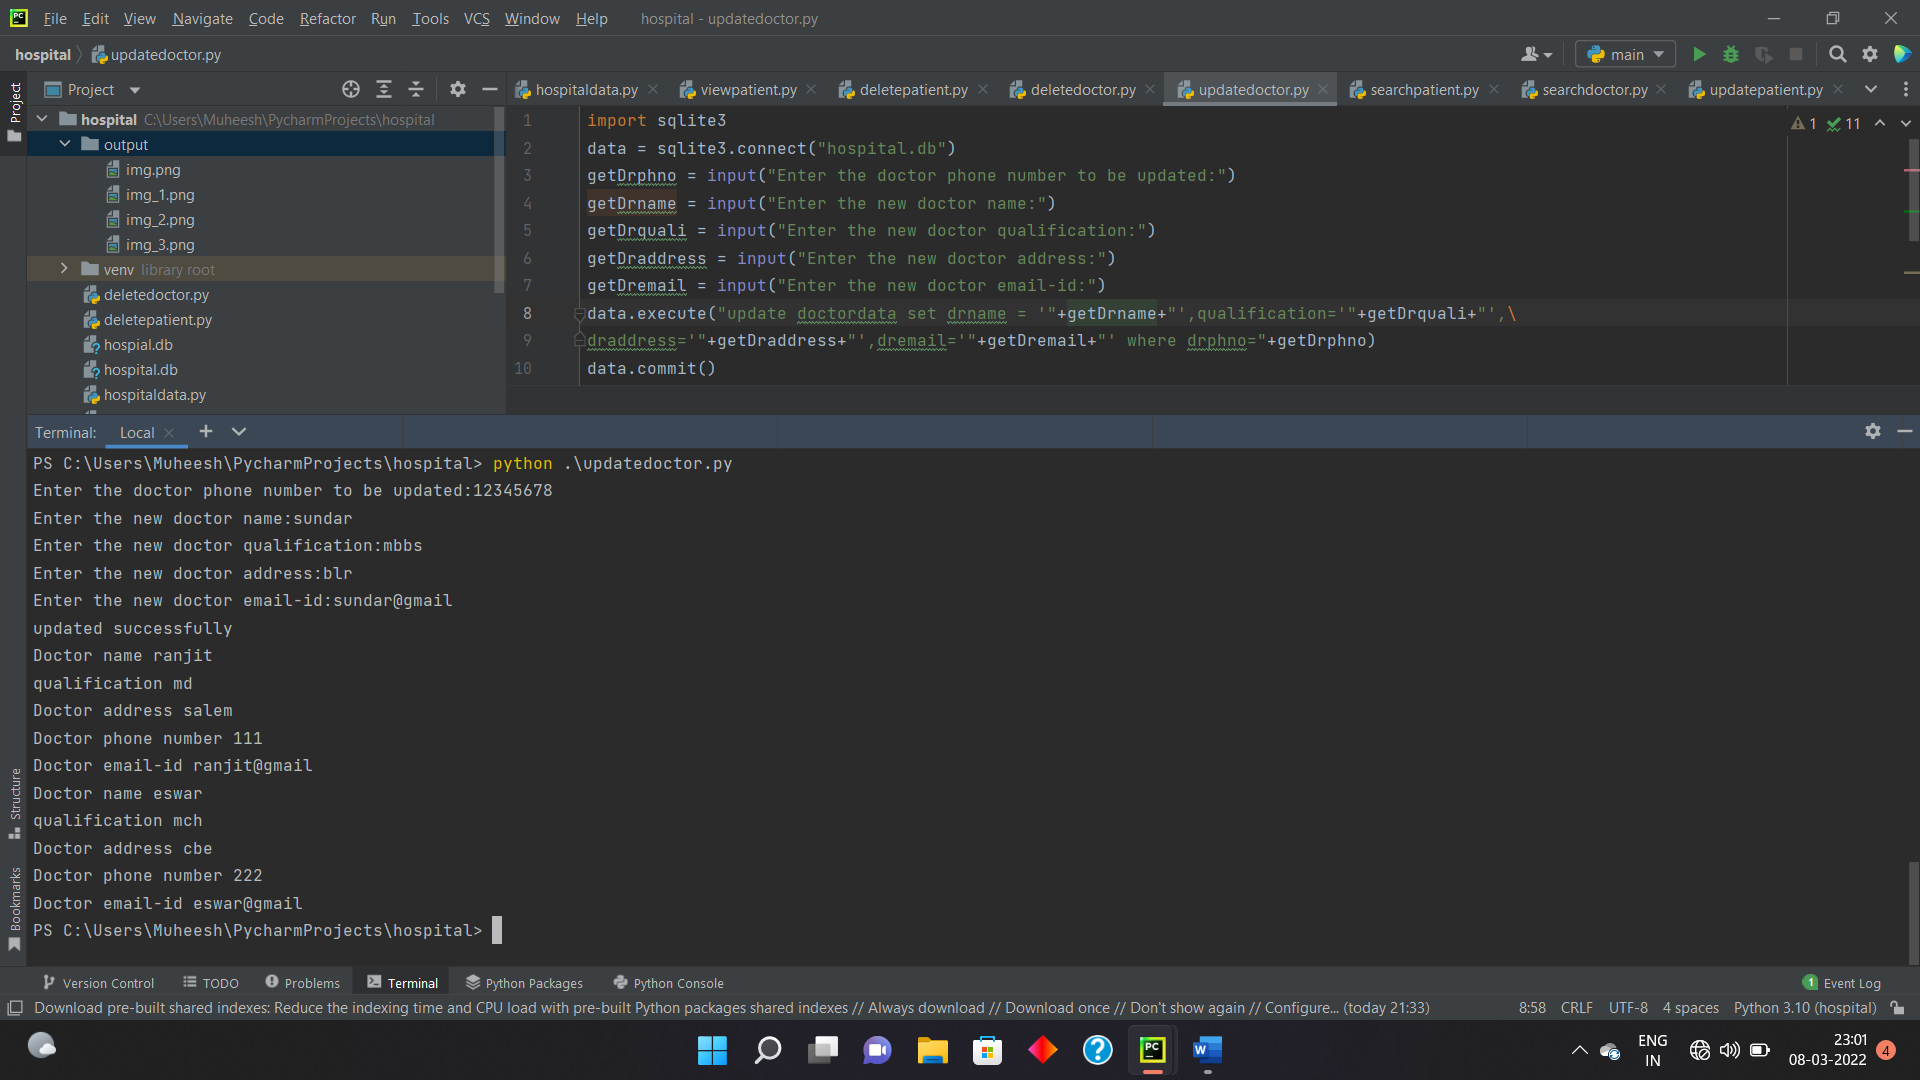 File Edit View Navigate Code Refactor Run Tools VCS Window Help hospital - updatedoctor.py
hospital updatedoctor.py main
Project
Project
hospitaldata.py viewpatient.py deletepatient.py deletedoctor.py updatedoctor.py searchpatient.py searchdoctor.py updatepatient.py
hospital C:\Users\Muheesh\PycharmProjects\hospital
output
img.png
img_1.png
img_2.png
img_3.png
venv library root
deletedoctor.py
deletepatient.py
hospial.db
hospital.db
hospitaldata.py
1 import sqlite3
2 data = sqlite3.connect("hospital.db")
3 getDrphno = input("Enter the doctor phone number to be updated:")
4 getDrname = input("Enter the new doctor name:")
5 getDrquali = input("Enter the new doctor qualification:")
6 getDraddress = input("Enter the new doctor address:")
7 getDremail = input("Enter the new doctor email-id:")
8 data.execute("update doctordata set drname = '"+getDrname+"',qualification='"+getDrquali+"',\
9 draddress='"+getDraddress+"',dremail='"+getDremail+"' where drphno="+getDrphno)
10 data.commit()
1 11
Terminal: Local
PS C:\Users\Muheesh\PycharmProjects\hospital> python .\updatedoctor.py
Enter the doctor phone number to be updated:12345678
Enter the new doctor name:sundar
Enter the new doctor qualification:mbbs
Enter the new doctor address:blr
Enter the new doctor email-id:sundar@gmail
updated successfully
Doctor name ranjit
qualification md
Doctor address salem
Doctor phone number 111
Doctor email-id ranjit@gmail
Doctor name eswar
qualification mch
Doctor address cbe
Doctor phone number 222
Doctor email-id eswar@gmail
PS C:\Users\Muheesh\PycharmProjects\hospital>
Structure
Bookmarks
Version Control TODO Problems Terminal Python Packages Python Console 1 Event Log
Download pre-built shared indexes: Reduce the indexing time and CPU load with pre-built Python packages shared indexes // Always download // Download once // Don't show again // Configure... (today 21:33) 8:58 CRLF UTF-8 4 spaces Python 3.10 (hospital)
ENG
IN
23:01
08-03-2022
4